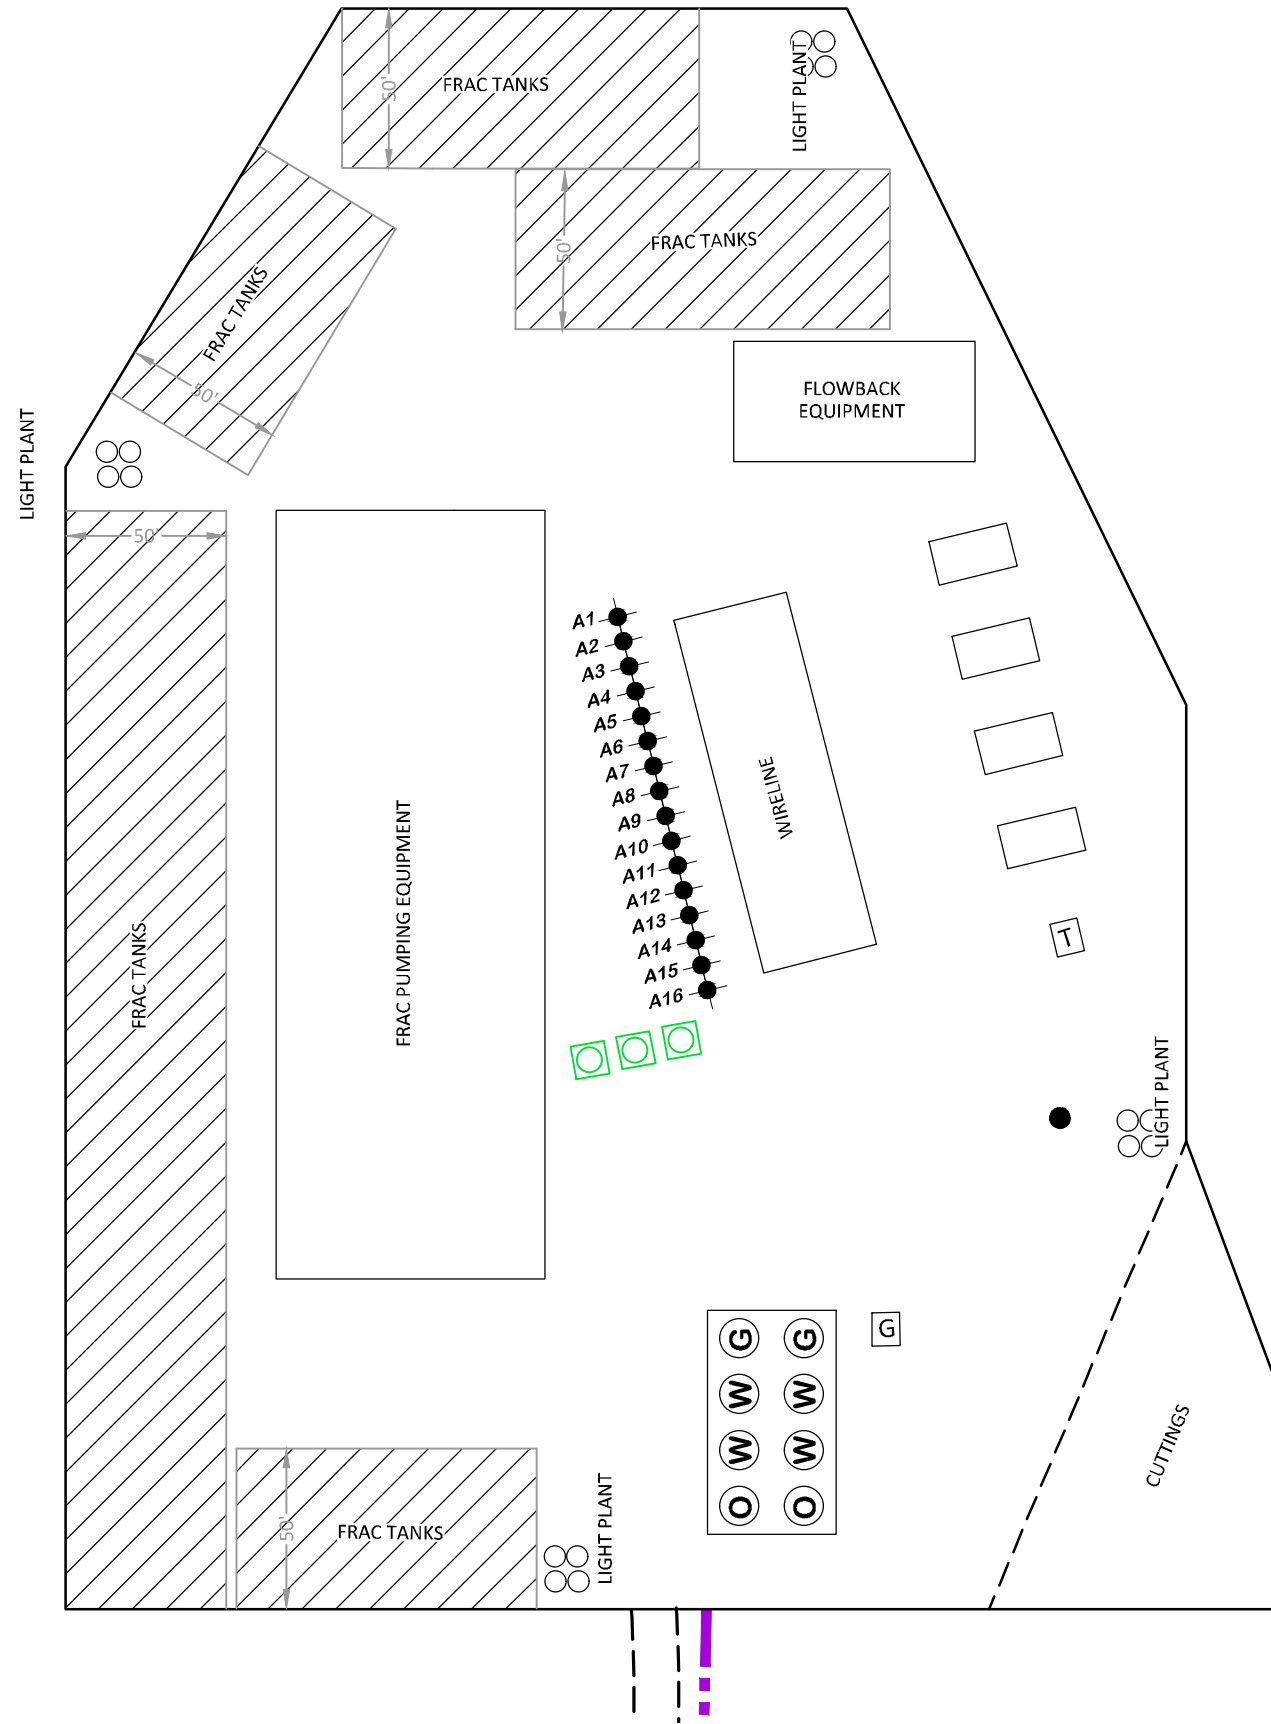 FRAC TANKS
50'
LIGHT PLANT
FRAC TANKS
50'
FRAC TANKS
50'
FLOWBACK
EQUIPMENT
LIGHT PLANT
50'
FRAC TANKS
FRAC PUMPING EQUIPMENT
A1
A2
A3
A4
A5
A6
A7
A8
A9
A10
A11
A12
A13
A14
A15
A16
WIRELINE
T
LIGHT PLANT
G
G G
W W
W W
O O
CUTTINGS
FRAC TANKS
50'
LIGHT PLANT